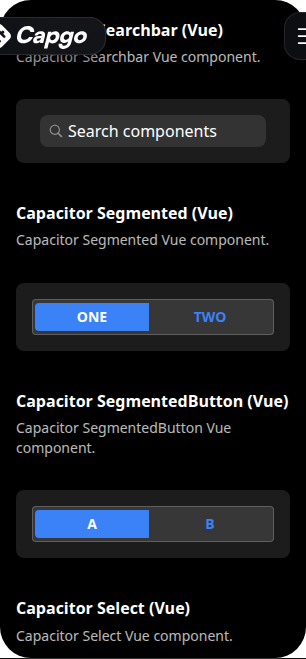 Capgo
earchbar (Vue)
Capacitor Searchbar Vue component.
Search components
Capacitor Segmented (Vue)
Capacitor Segmented Vue component.
ONE TWO
Capacitor SegmentedButton (Vue)
Capacitor SegmentedButton Vue
component.
A B
Capacitor Select (Vue)
Capacitor Select Vue component.